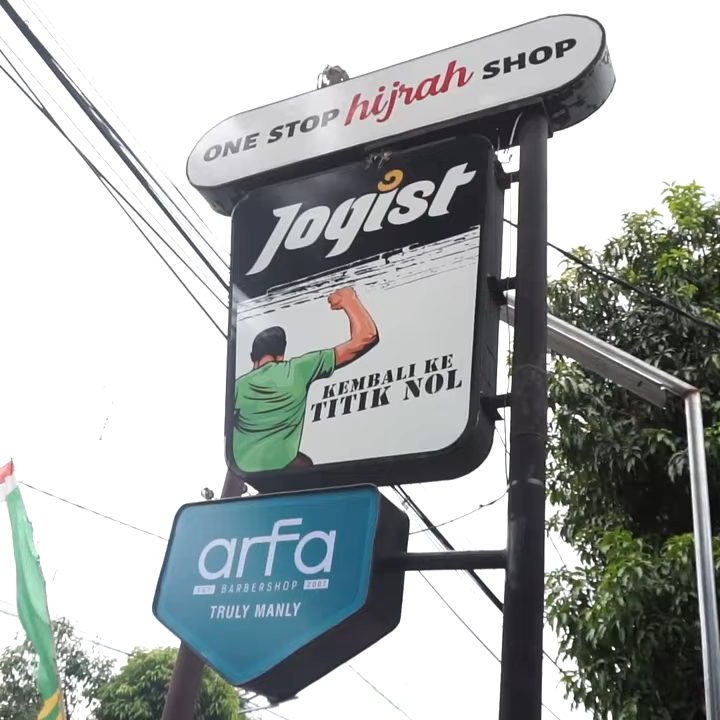 ONE STOP hijrah SHOP
Jogist
KEMBALI KE
TITIK NOL
arfa
BARBERSHOP
TRULY MANLY